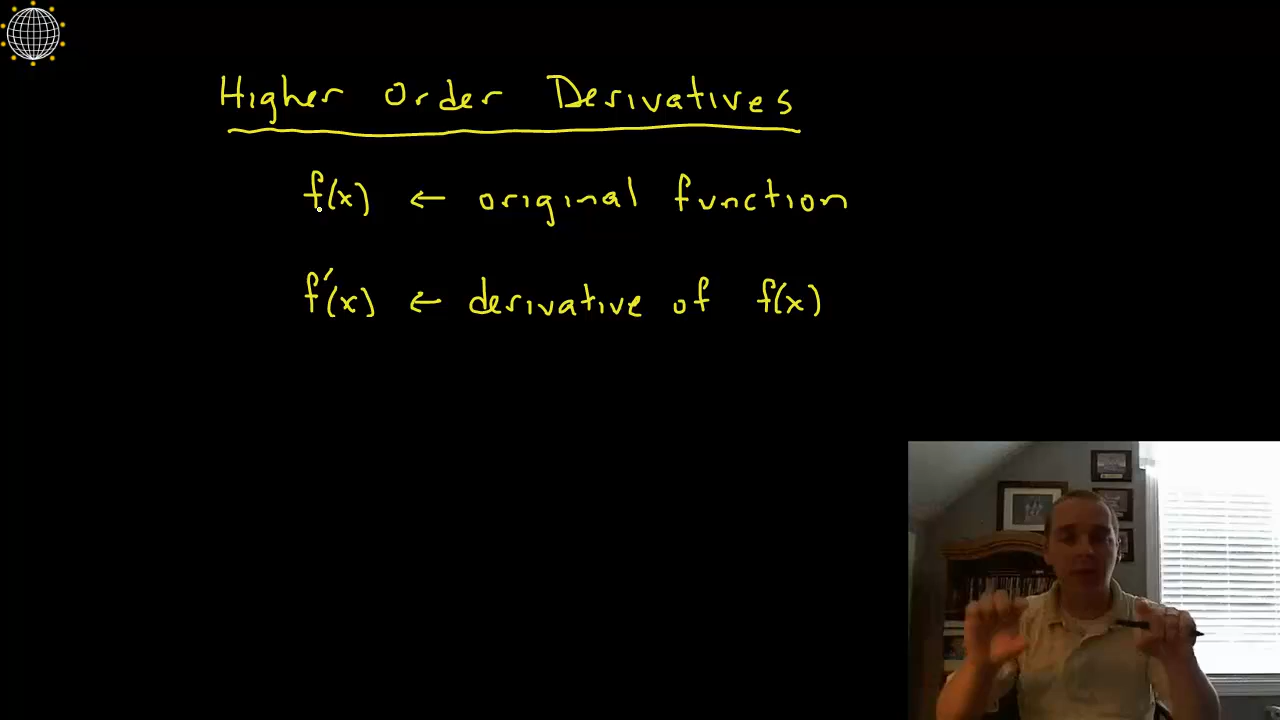 Higher Order Derivatives
f(x) ← original function
f'(x) ← derivative of f(x)